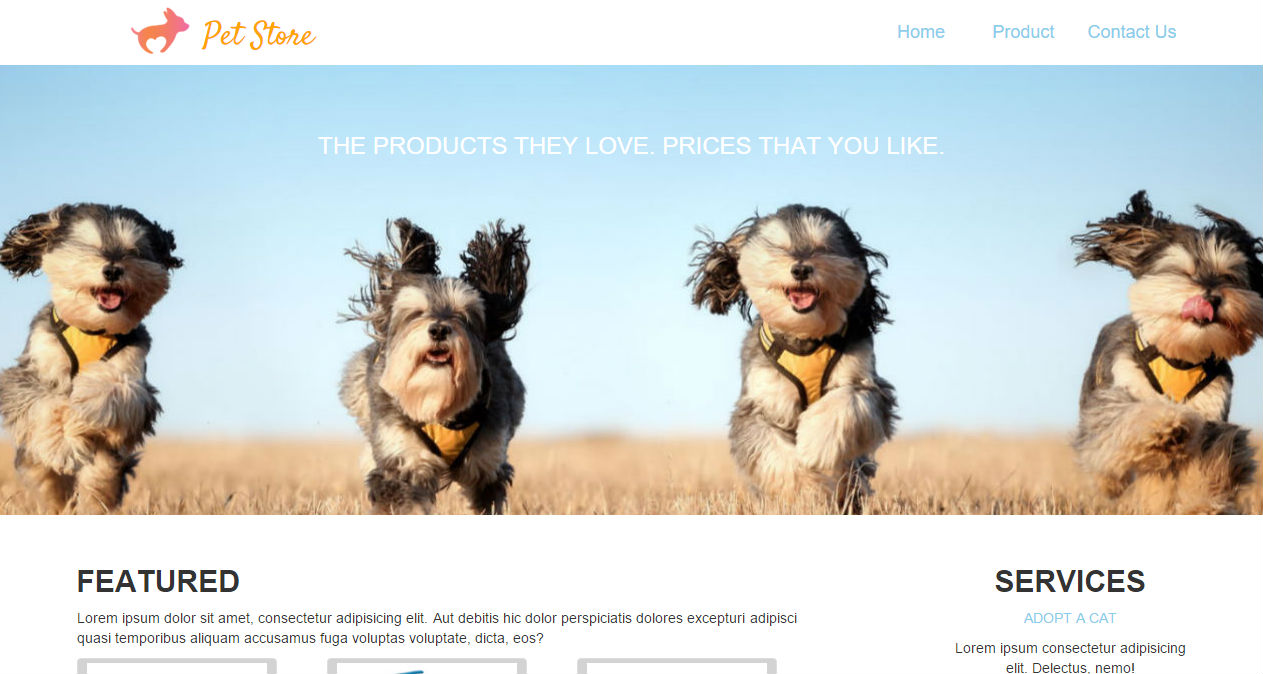 Pet Store
Home
Product
Contact Us
THE PRODUCTS THEY LOVE. PRICES THAT YOU LIKE.
FEATURED
Lorem ipsum dolor sit amet, consectetur adipisicing elit. Aut debitis hic dolor perspiciatis dolores excepturi adipisci
quasi temporibus aliquam accusamus fuga voluptas voluptate, dicta, eos?
SERVICES
ADOPT A CAT
Lorem ipsum consectetur adipisicing
elit. Delectus, nemo!